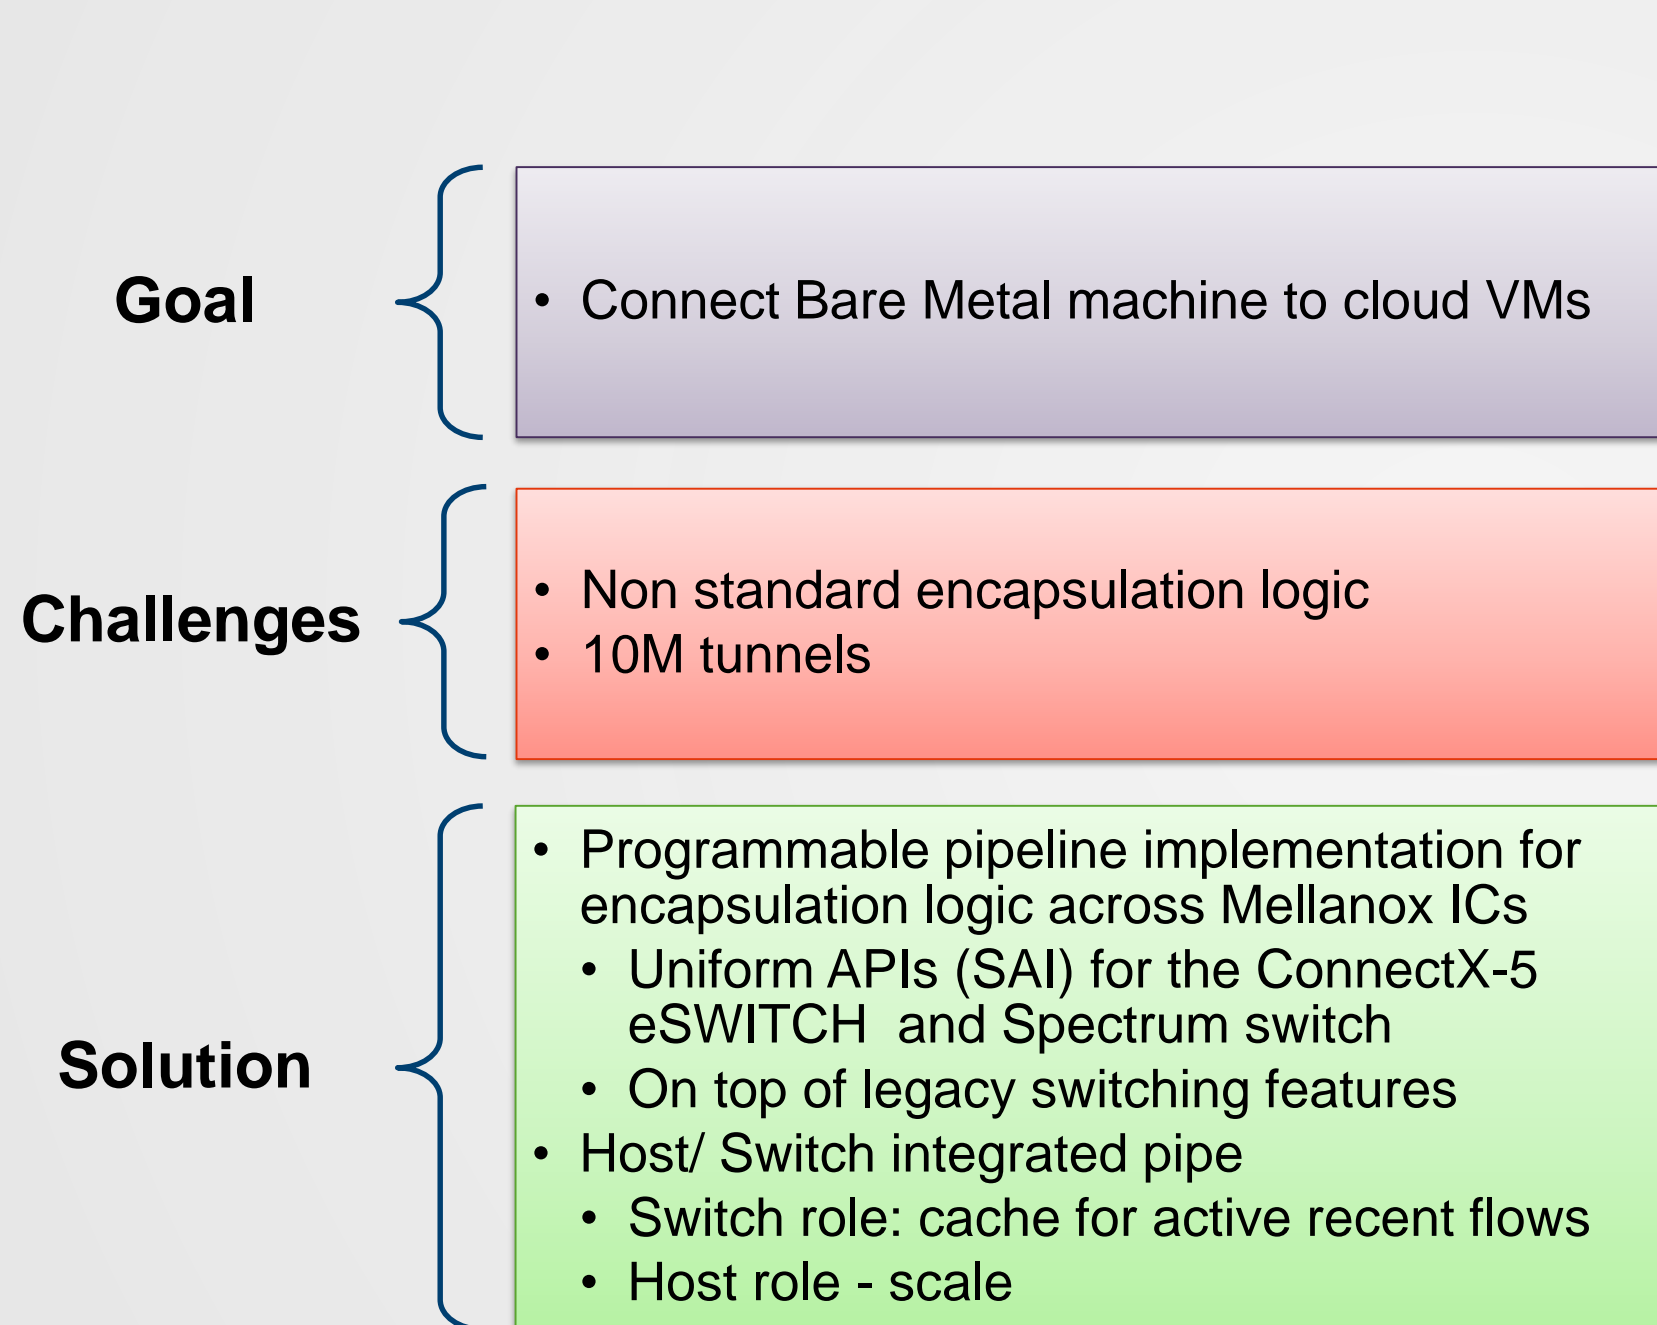 Goal
• Connect Bare Metal machine to cloud VMs
Challenges
• Non standard encapsulation logic
• 10M tunnels
Solution
• Programmable pipeline implementation for
encapsulation logic across Mellanox ICs
• Uniform APIs (SAI) for the ConnectX-5
eSWITCH  and Spectrum switch
• On top of legacy switching features
• Host/ Switch integrated pipe
• Switch role: cache for active recent flows
• Host role - scale